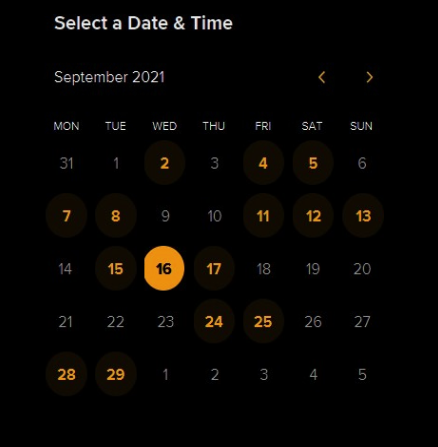 Select a Date & Time
September 2021
MON TUE WED THU FRI SAT SUN
31 1 2 3 4 5 6
7 8 9 10 11 12 13
14 15 16 17 18 19 20
21 22 23 24 25 26 27
28 29 1 2 3 4 5